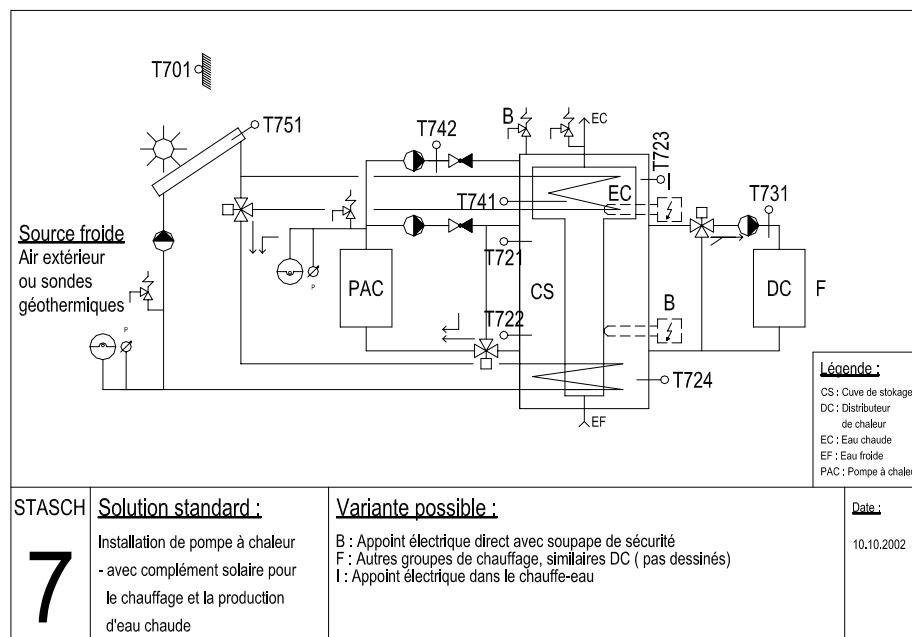 T701
T751
T742
B
EC
T723
I
EC
T741
T731
Source froide
Air extérieur
ou sondes
géothermiques
T721
P
PAC
CS
B
DC
F
T722
P
T724
EF
Légende :
CS : Cuve de stokage
DC : Distributeur
de chaleur
EC : Eau chaude
EF : Eau froide
PAC : Pompe à chaleu
STASCH
7
Solution standard :
Installation de pompe à chaleur
- avec complément solaire pour
le chauffage et la production
d'eau chaude
Variante possible :
B : Appoint électrique direct avec soupape de sécurité
F : Autres groupes de chauffage, similaires DC ( pas dessinés)
I : Appoint électrique dans le chauffe-eau
Date :
10.10.2002